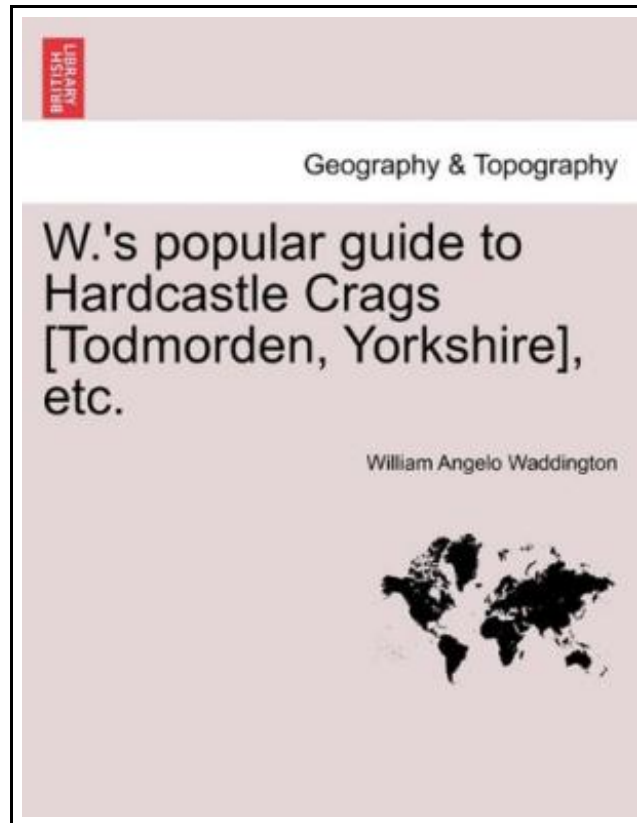 BRITISH
LIBRARY
Geography & Topography
W.'s popular guide to
Hardcastle Crags
[Todmorden, Yorkshire],
etc.
William Angelo Waddington